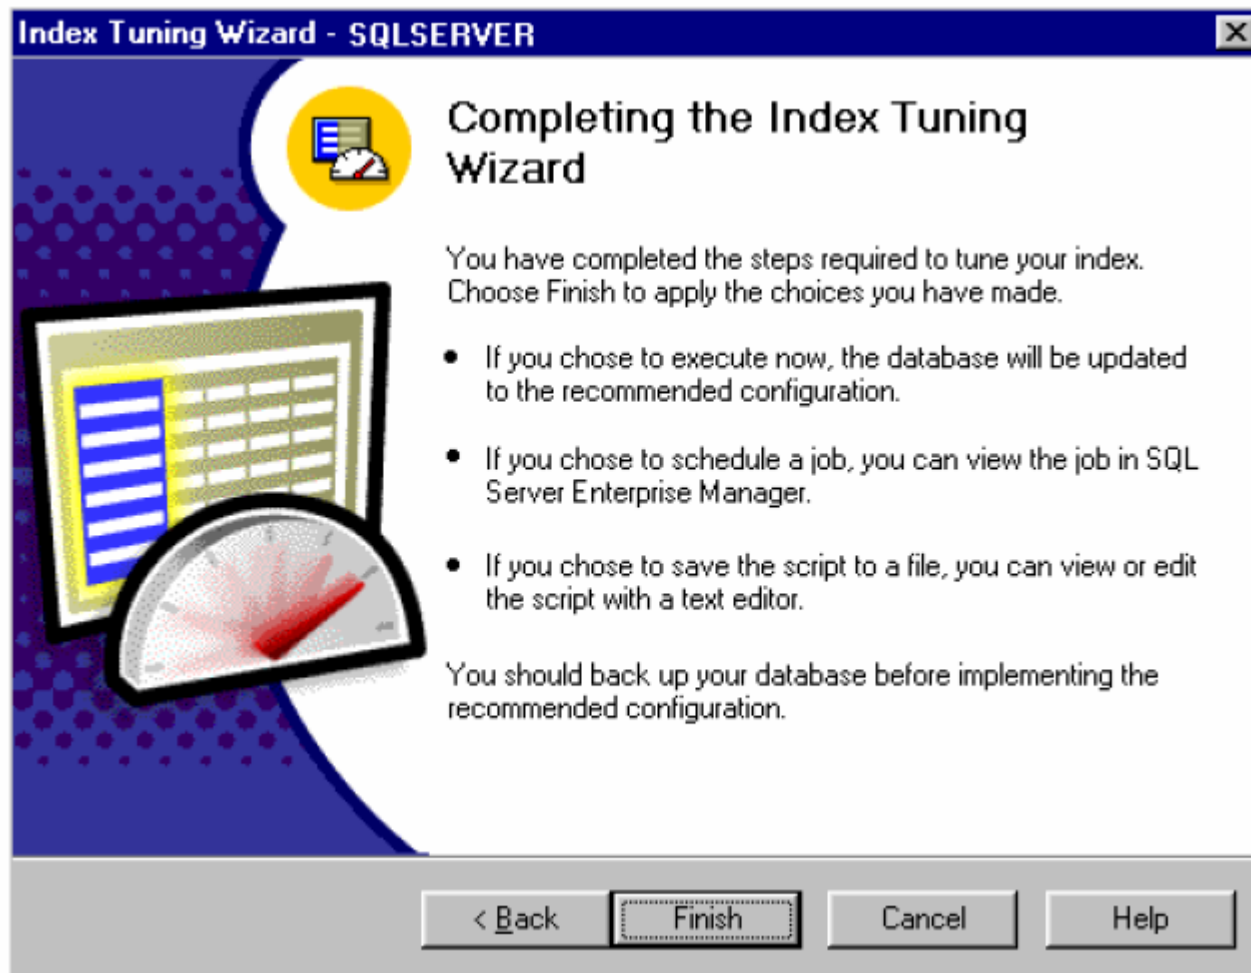 Index Tuning Wizard - SQLSERVER
Completing the Index Tuning
Wizard
You have completed the steps required to tune your index.
Choose Finish to apply the choices you have made.
• If you chose to execute now, the database will be updated
to the recommended configuration.
• If you chose to schedule a job, you can view the job in SQL
Server Enterprise Manager.
• If you chose to save the script to a file, you can view or edit
the script with a text editor.
You should back up your database before implementing the
recommended configuration.
< Back Finish Cancel Help